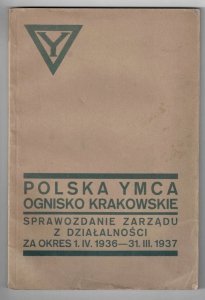 Y
POLSKA YMCA
OGNISKO KRAKOWSKIE
SPRAWOZDANIE ZARZĄDU
Z DZIAŁALNOŚCI
ZA OKRES 1. IV. 1936—31. III. 1937